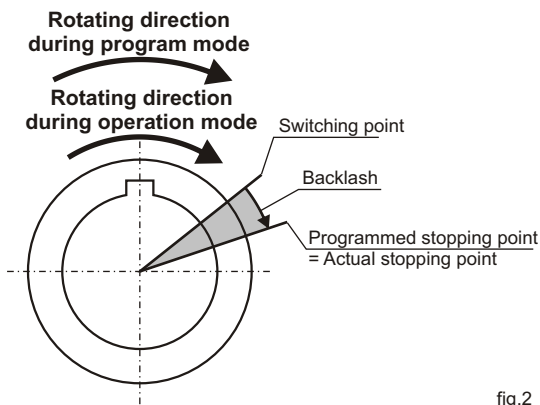 Rotating direction
during program mode
Rotating direction
during operation mode
Switching point
Backlash
Programmed stopping point
= Actual stopping point
fig.2